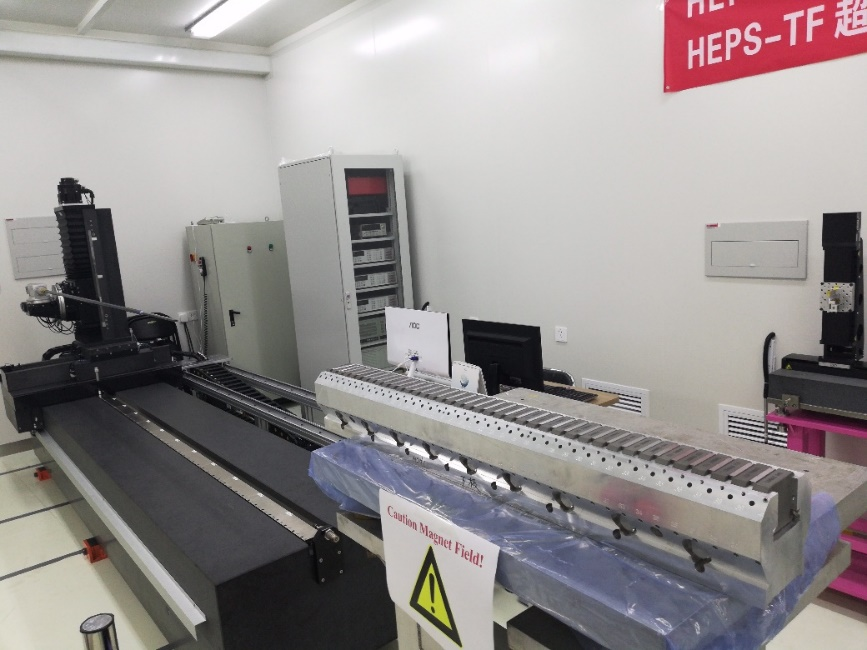 HEPS-TF 超
AOC
Caution Magnet Field!